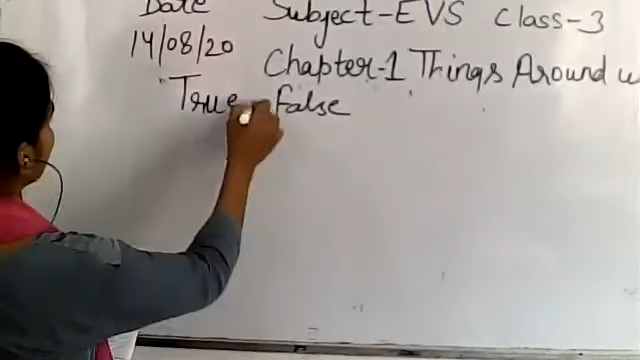 Date Subject-EVS Class-3
14/08/20
Chapter-1 Things Around
True False